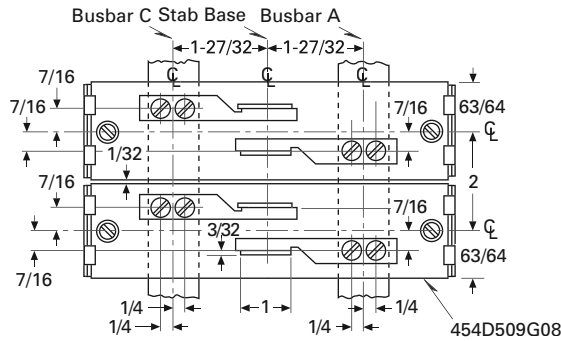 Busbar C Stab Base Busbar A
1-27/32 1-27/32
℄ ℄ ℄
7/16
7/16 7/16 63/64
℄
1/32
7/16 2
7/16
3/32 ℄
7/16 63/64
1/4 1 1/4
1/4 1/4
454D509G08